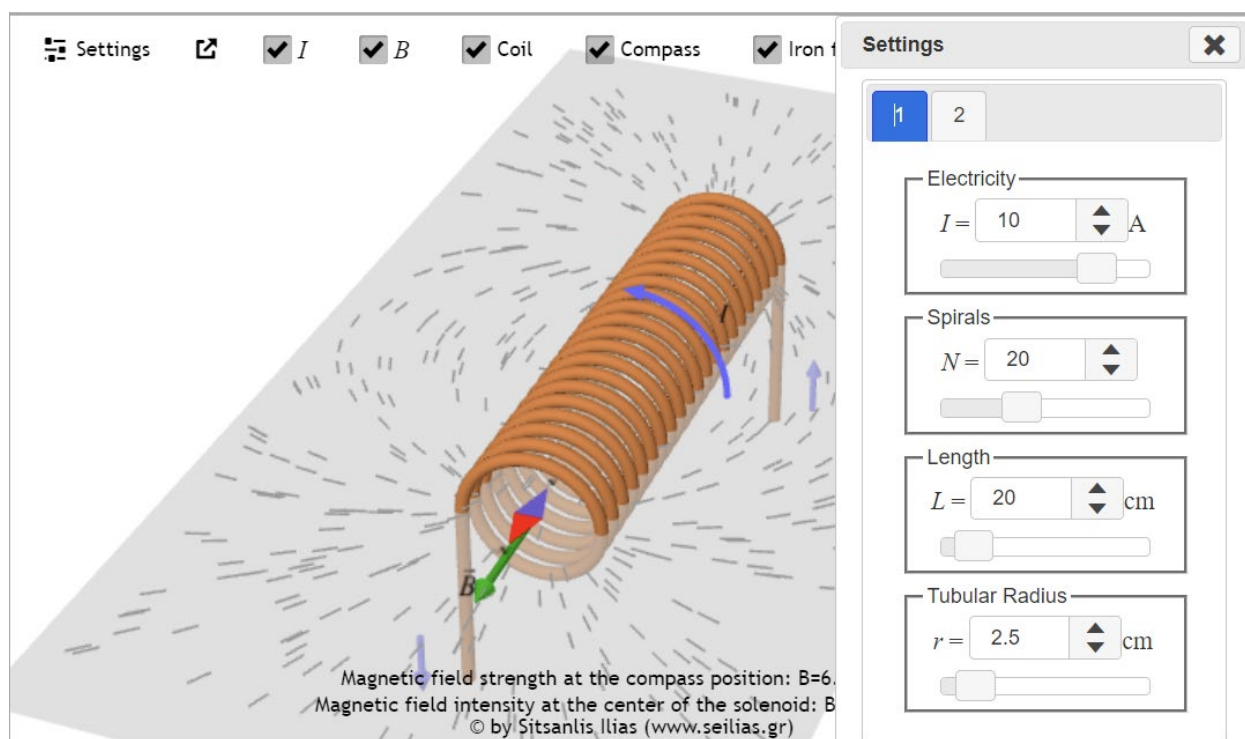 Settings I B Coil Compass Iron f
Settings
1 2
Electricity
I = 10 A
Spirals
N = 20
Length
L = 20 cm
Tubular Radius
r = 2.5 cm
I
B
Magnetic field strength at the compass position: B=6.
Magnetic field intensity at the center of the solenoid: B
© by Sitsanlis Ilias (www.seilias.gr)